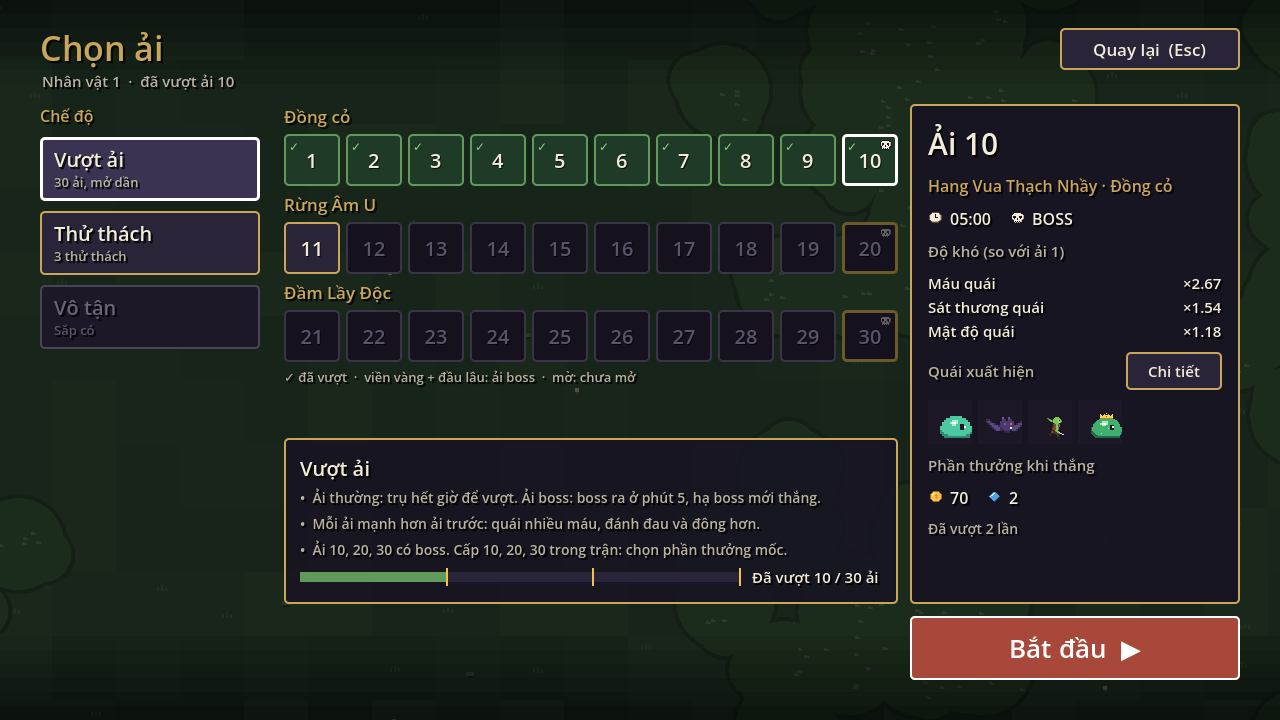 Chọn ải
Nhân vật 1 · đã vượt ải 10
Quay lại (Esc)
Chế độ
Vượt ải
30 ải, mở dần
Thử thách
3 thử thách
Vô tận
Sắp có
Đồng cỏ
✓ 1 ✓ 2 ✓ 3 ✓ 4 ✓ 5 ✓ 6 ✓ 7 ✓ 8 ✓ 9 ✓ 10
Rừng Âm U
11 12 13 14 15 16 17 18 19 20
Đầm Lầy Độc
21 22 23 24 25 26 27 28 29 30
✓ đã vượt · viền vàng + đầu lâu: ải boss · mờ: chưa mở
Vượt ải
• Ải thường: trụ hết giờ để vượt. Ải boss: boss ra ở phút 5, hạ boss mới thắng.
• Mỗi ải mạnh hơn ải trước: quái nhiều máu, đánh đau và đông hơn.
• Ải 10, 20, 30 có boss. Cấp 10, 20, 30 trong trận: chọn phần thưởng mốc.
Đã vượt 10 / 30 ải
Ải 10
Hang Vua Thạch Nhầy · Đồng cỏ
05:00 BOSS
Độ khó (so với ải 1)
Máu quái ×2.67
Sát thương quái ×1.54
Mật độ quái ×1.18
Quái xuất hiện Chi tiết
Phần thưởng khi thắng
70 2
Đã vượt 2 lần
Bắt đầu ▶